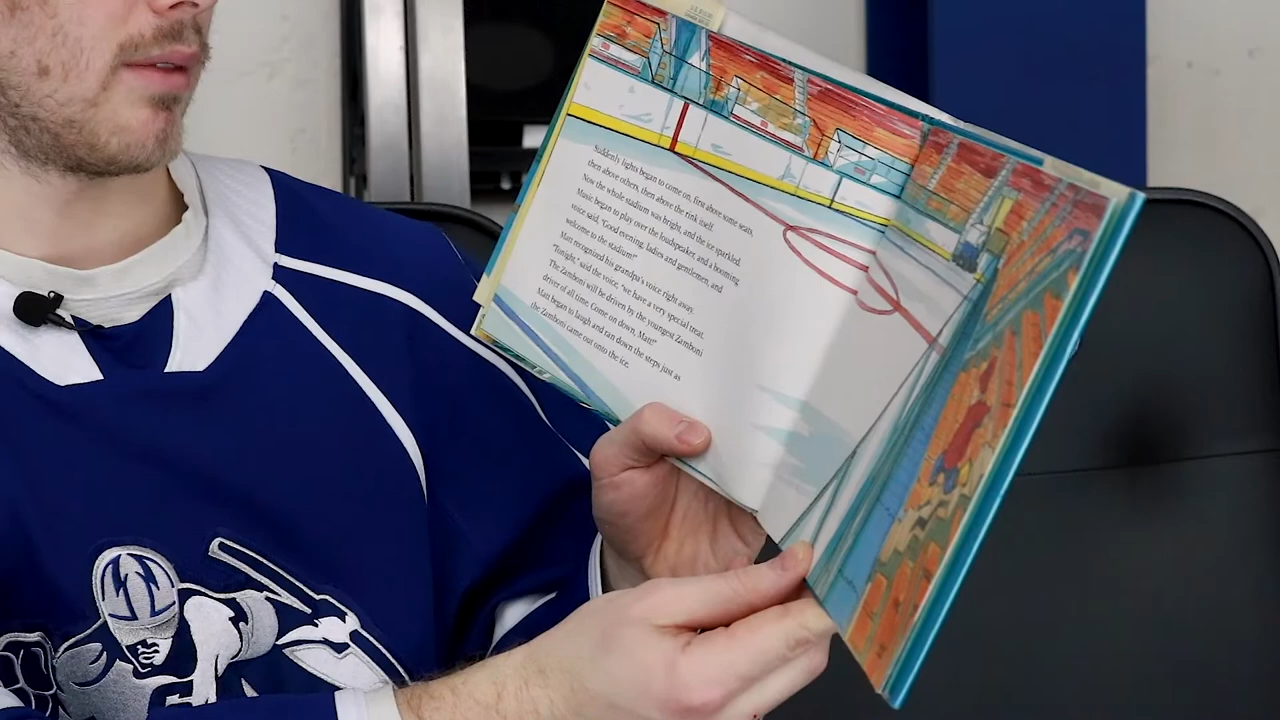 Suddenly lights began to come on, first above some seats,
then above others, then above the rink itself.
Now the whole stadium was bright, and the ice sparkled.
Music began to play over the loudspeaker, and a booming
voice said, "Good evening, ladies and gentlemen, and
welcome to the stadium!"
Matt recognized his grandpa's voice right away.
"Tonight," said the voice, "we have a very special treat.
The Zamboni will be driven by the youngest Zamboni
driver of all time. Come on down, Matt!"
Matt began to laugh and ran down the steps just as
the Zamboni came out onto the ice.